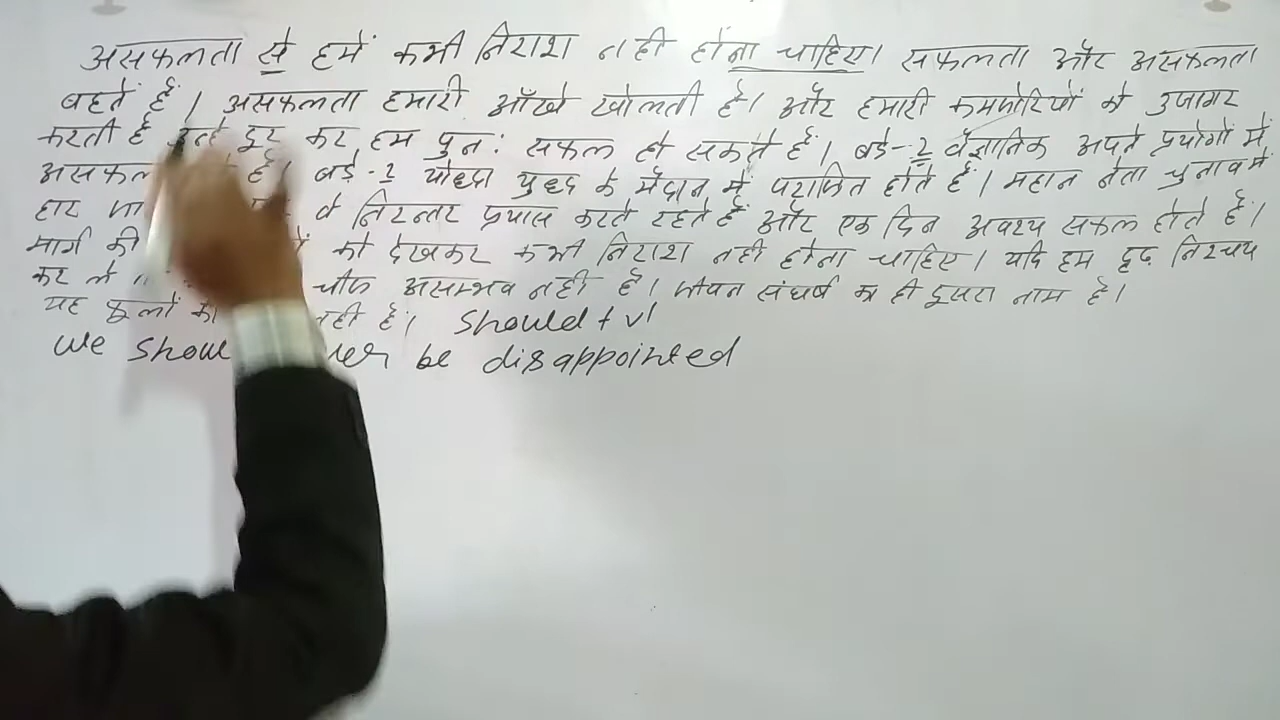 असफलता से हमें कभी निराश नही होना चाहिए। सफलता और असफलता
बहतें हैं। असफलता हमारी आँखे खोलती है। और हमारी कमजोरियों को उजागर
करती है इन्हे दूर कर हम पुनः सफल हो सकते हैं। बड़े-2 वैज्ञानिक अपने प्रयोगों में
असफल हैं। बड़े-2 योध्दा युध्द के मैदान में पराजित होते हैं। महान नेता चुनाव में
हार वे निरन्तर प्रयास करते रहते हैं और एक दिन अवश्य सफल होते हैं।
मार्ग की को देखकर कभी निराश नही होना चाहिए। यदि हम दृढ़ निश्चय
कर ले चीज असम्भव नही है। जीवन संघर्ष का ही दूसरा नाम है।
यह फूलों नही है। Should + v1
We be disappointed